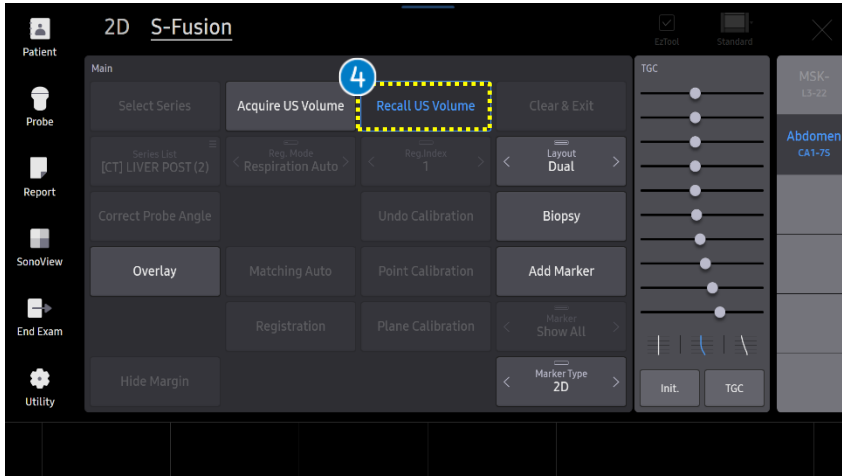 2D S-Fusion
EzTool
Standard
Patient
Probe
Report
SonoView
End Exam
Utility
Main
4
Select Series
Acquire US Volume
Recall US Volume
Clear & Exit
Series List
[CT] LIVER POST (2)
Reg. Mode
< Respiration Auto >
Reg.Index
< 1 >
Layout
< Dual >
Correct Probe Angle
Undo Calibration
Biopsy
Overlay
Matching Auto
Point Calibration
Add Marker
Registration
Plane Calibration
Marker
< Show All >
Hide Margin
Marker Type
< 2D >
TGC
Init.
TGC
MSK-
L3-22
Abdomen
CA1-7S